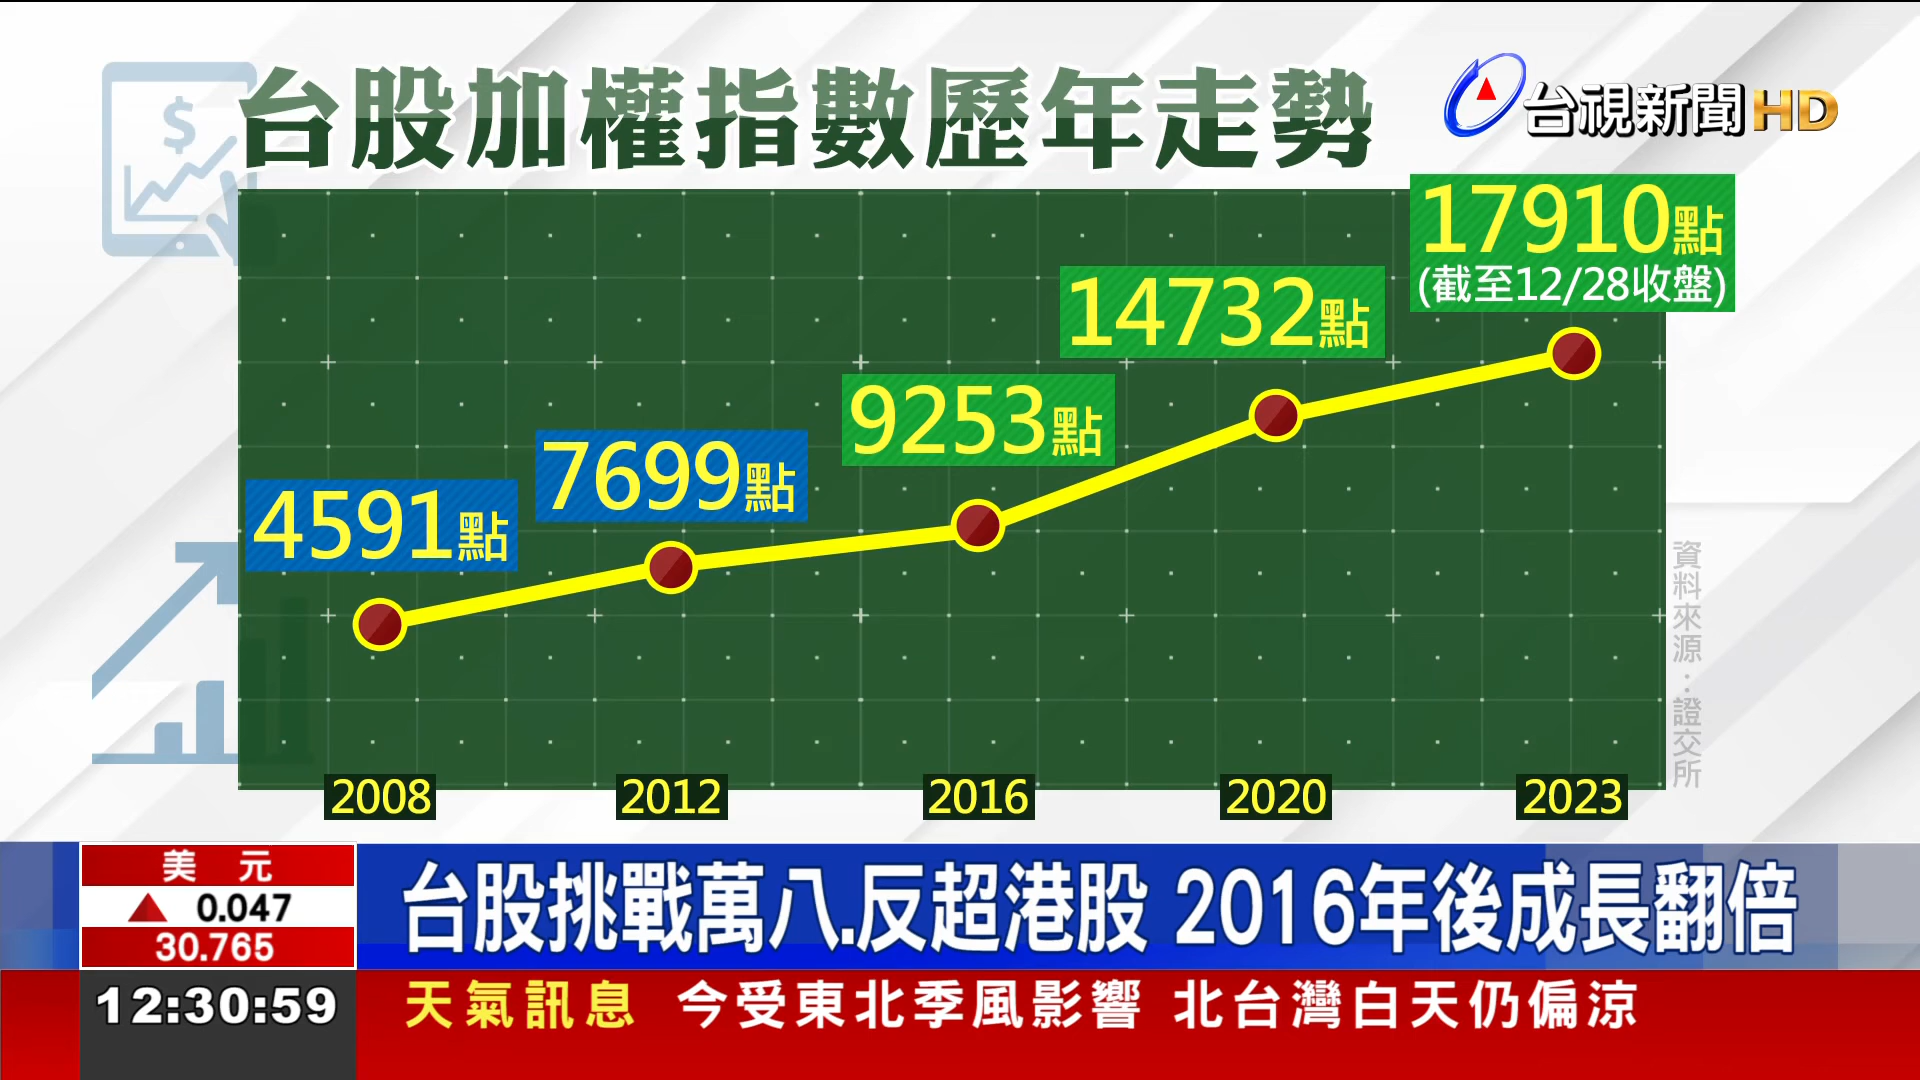 台股加權指數歷年走勢
台視新聞HD
17910點
(截至12/28收盤)
14732點
9253點
7699點
4591點
資料來源：證交所
2008
2012
2016
2020
2023
美元
▲ 0.047
30.765
台股挑戰萬八.反超港股 2016年後成長翻倍
12:30:59
天氣訊息 今受東北季風影響 北台灣白天仍偏涼
$